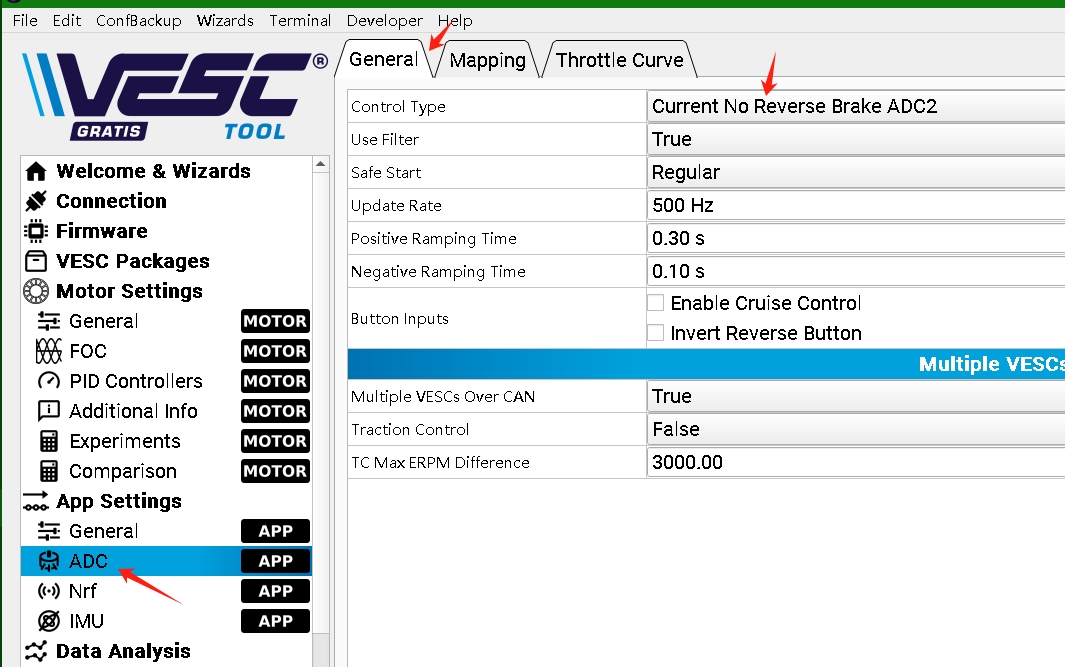 File Edit ConfBackup Wizards Terminal Developer Help
VESC®
GRATIS TOOL
Welcome & Wizards
Connection
Firmware
VESC Packages
Motor Settings
General MOTOR
FOC MOTOR
PID Controllers MOTOR
Additional Info MOTOR
Experiments MOTOR
Comparison MOTOR
App Settings
General APP
ADC APP
Nrf APP
IMU APP
Data Analysis
General Mapping Throttle Curve
Control Type Current No Reverse Brake ADC2
Use Filter True
Safe Start Regular
Update Rate 500 Hz
Positive Ramping Time 0.30 s
Negative Ramping Time 0.10 s
Button Inputs
Enable Cruise Control
Invert Reverse Button
Multiple VESCs
Multiple VESCs Over CAN True
Traction Control False
TC Max ERPM Difference 3000.00